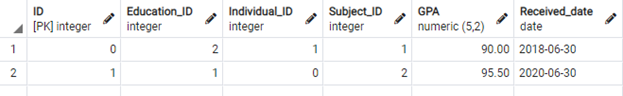 ID Education_ID Individual_ID Subject_ID GPA Received_date
[PK] integer integer integer integer numeric (5,2) date
1 0 2 1 1 90.00 2018-06-30
2 1 1 0 2 95.50 2020-06-30